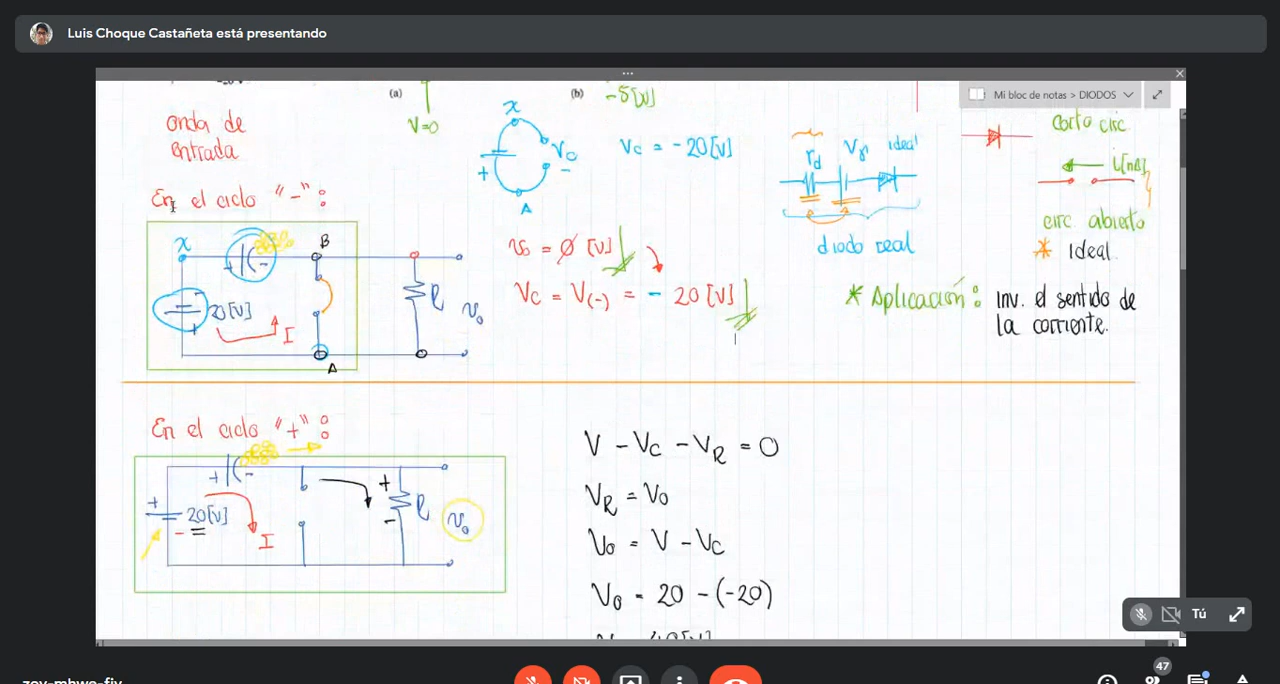 Luis Choque Castañeta está presentando
(a)
V=0
(b)
-5[V]
Mi bloc de notas > DIODOS
onda de
entrada
x
+
Vo
-
A
Vc = -20[V]
rd
Vγ
ideal
diodo real
corto circ
i[nA]
circ abierto
* Ideal
En el ciclo "-":
x
+
-
B
-
20[V]
+
I
A
R
vo
vo = ∅ [V]
Vc = V(-) = - 20 [V]
* Aplicación: Inv. el sentido de
la corriente.
En el ciclo "+":
+
-
+
20[V]
-
I
+
-
R
vo
V - Vc - VR = 0
VR = Vo
Vo = V - Vc
Vo = 20 - (-20)
Tú
47